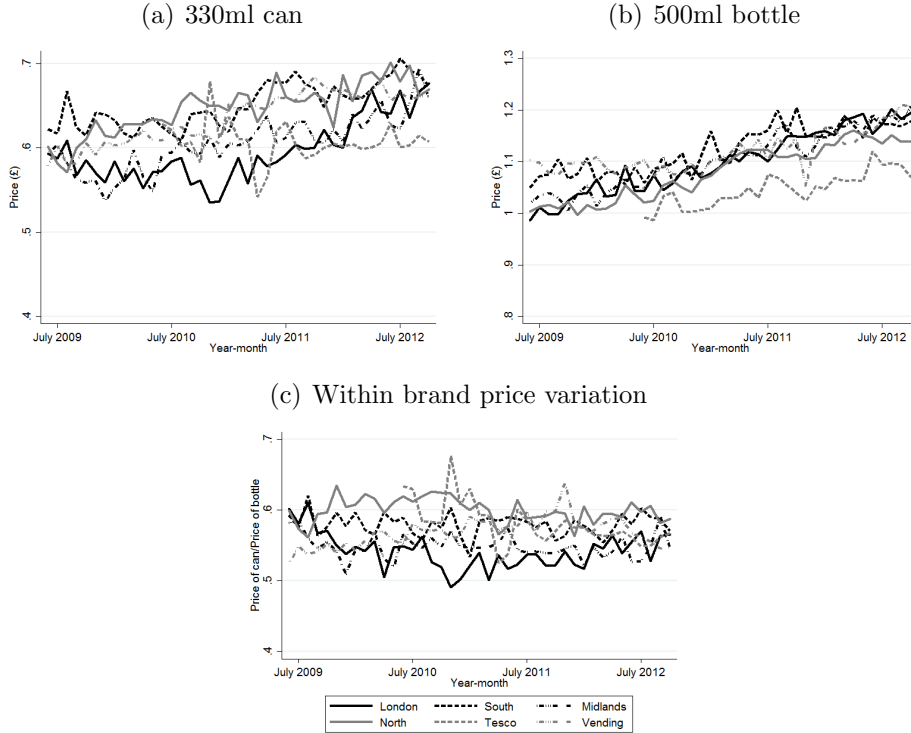 (a) 330ml can
Price (£)
.7
.6
.5
.4
July 2009 July 2010 July 2011 July 2012
Year-month
(b) 500ml bottle
Price (£)
1.3
1.2
1.1
1
.9
.8
July 2009 July 2010 July 2011 July 2012
Year-month
(c) Within brand price variation
Price of can/Price of bottle
.7
.6
.5
.4
July 2009 July 2010 July 2011 July 2012
Year-month
London South Midlands
North Tesco Vending